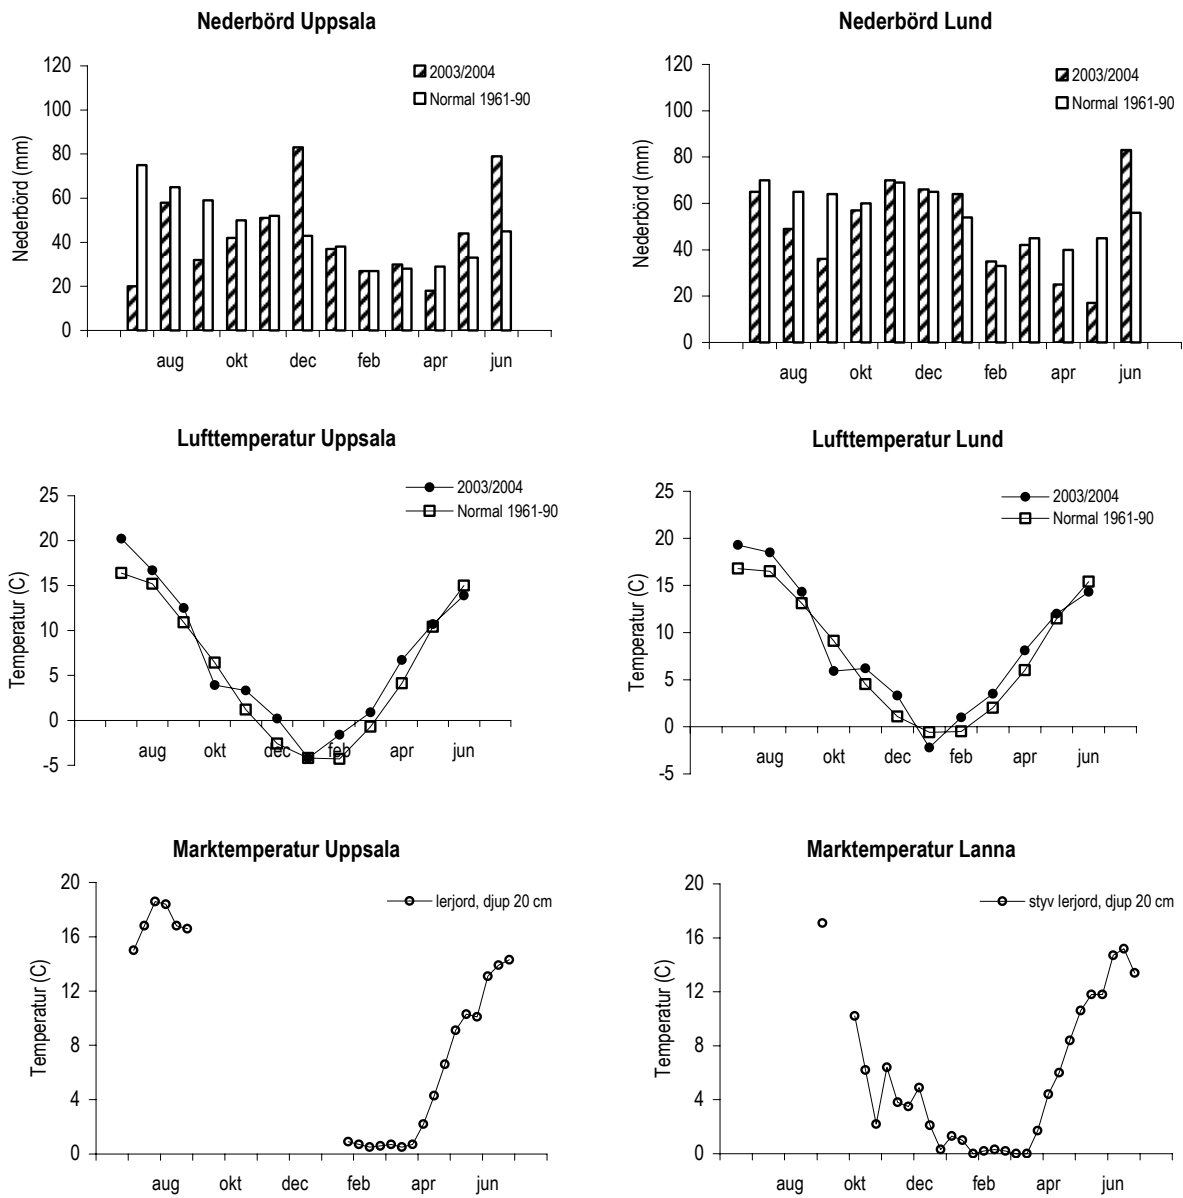 Nederbörd Uppsala
120
100
80
60
40
20
0
Nederbörd (mm)
2003/2004
Normal 1961-90
aug okt dec feb apr jun
Nederbörd Lund
120
100
80
60
40
20
0
Nederbörd (mm)
2003/2004
Normal 1961-90
aug okt dec feb apr jun
Lufttemperatur Uppsala
25
20
15
10
5
0
-5
Temperatur (C)
2003/2004
Normal 1961-90
aug okt dec feb apr jun
Lufttemperatur Lund
25
20
15
10
5
0
-5
Temperatur (C)
2003/2004
Normal 1961-90
aug okt dec feb apr jun
Marktemperatur Uppsala
20
16
12
8
4
0
Temperatur (C)
lerjord, djup 20 cm
aug okt dec feb apr jun
Marktemperatur Lanna
20
16
12
8
4
0
Temperatur (C)
styv lerjord, djup 20 cm
aug okt dec feb apr jun